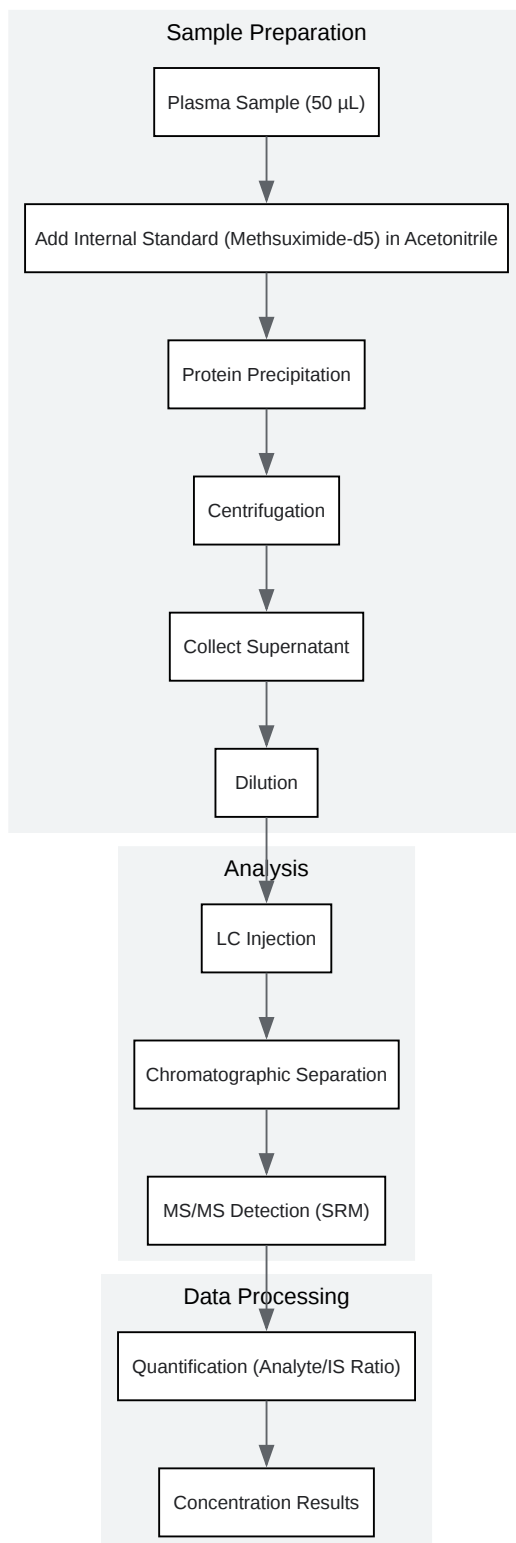 Sample Preparation
Plasma Sample (50 µL)
Add Internal Standard (Methsuximide-d5) in Acetonitrile
Protein Precipitation
Centrifugation
Collect Supernatant
Dilution
Analysis
LC Injection
Chromatographic Separation
MS/MS Detection (SRM)
Data Processing
Quantification (Analyte/IS Ratio)
Concentration Results